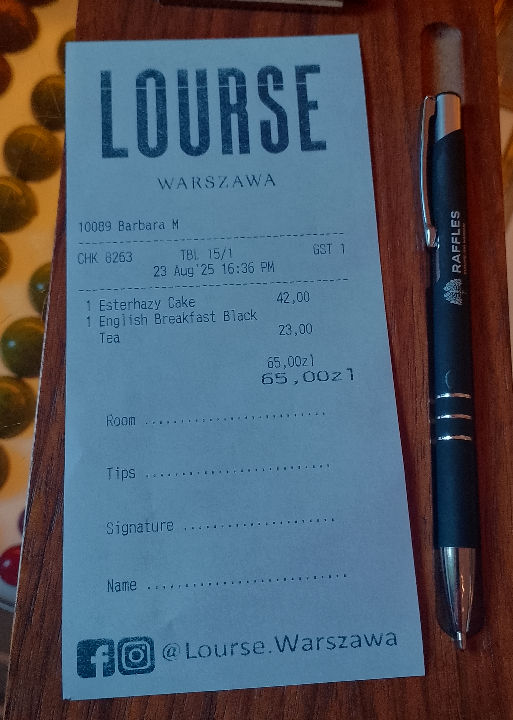 LOURSE
WARSZAWA
10089 Barbara M
CHK 8263 TBL 15/1 GST 1
23 Aug'25 16:36 PM
1 Esterhazy Cake 42,00
1 English Breakfast Black
Tea 23,00
65,00zl
65,00zl
Room ............................
Tips ............................
Signature ........................
Name ..............................
@Lourse.Warszawa
RAFFLES